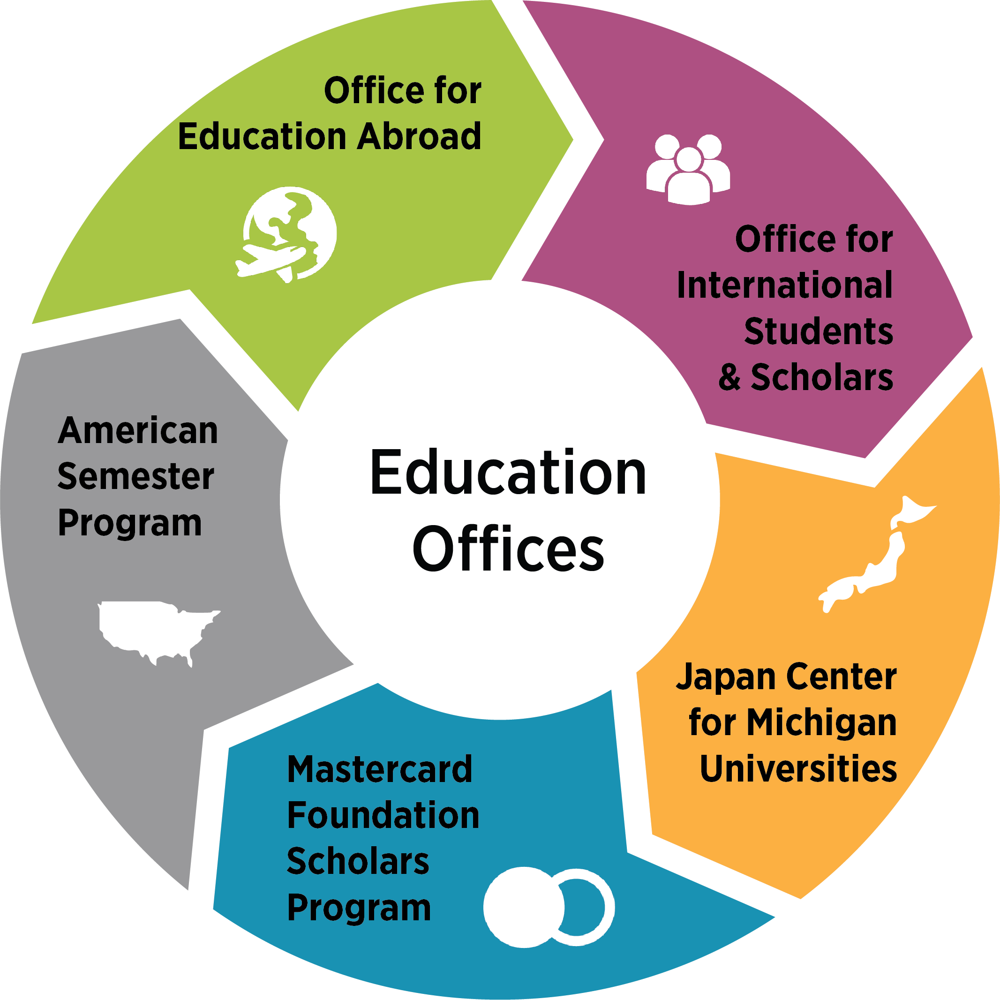 Office for
Education Abroad
Office for
International
Students
& Scholars
American
Semester
Program
Education
Offices
Japan Center
for Michigan
Universities
Mastercard
Foundation
Scholars
Program